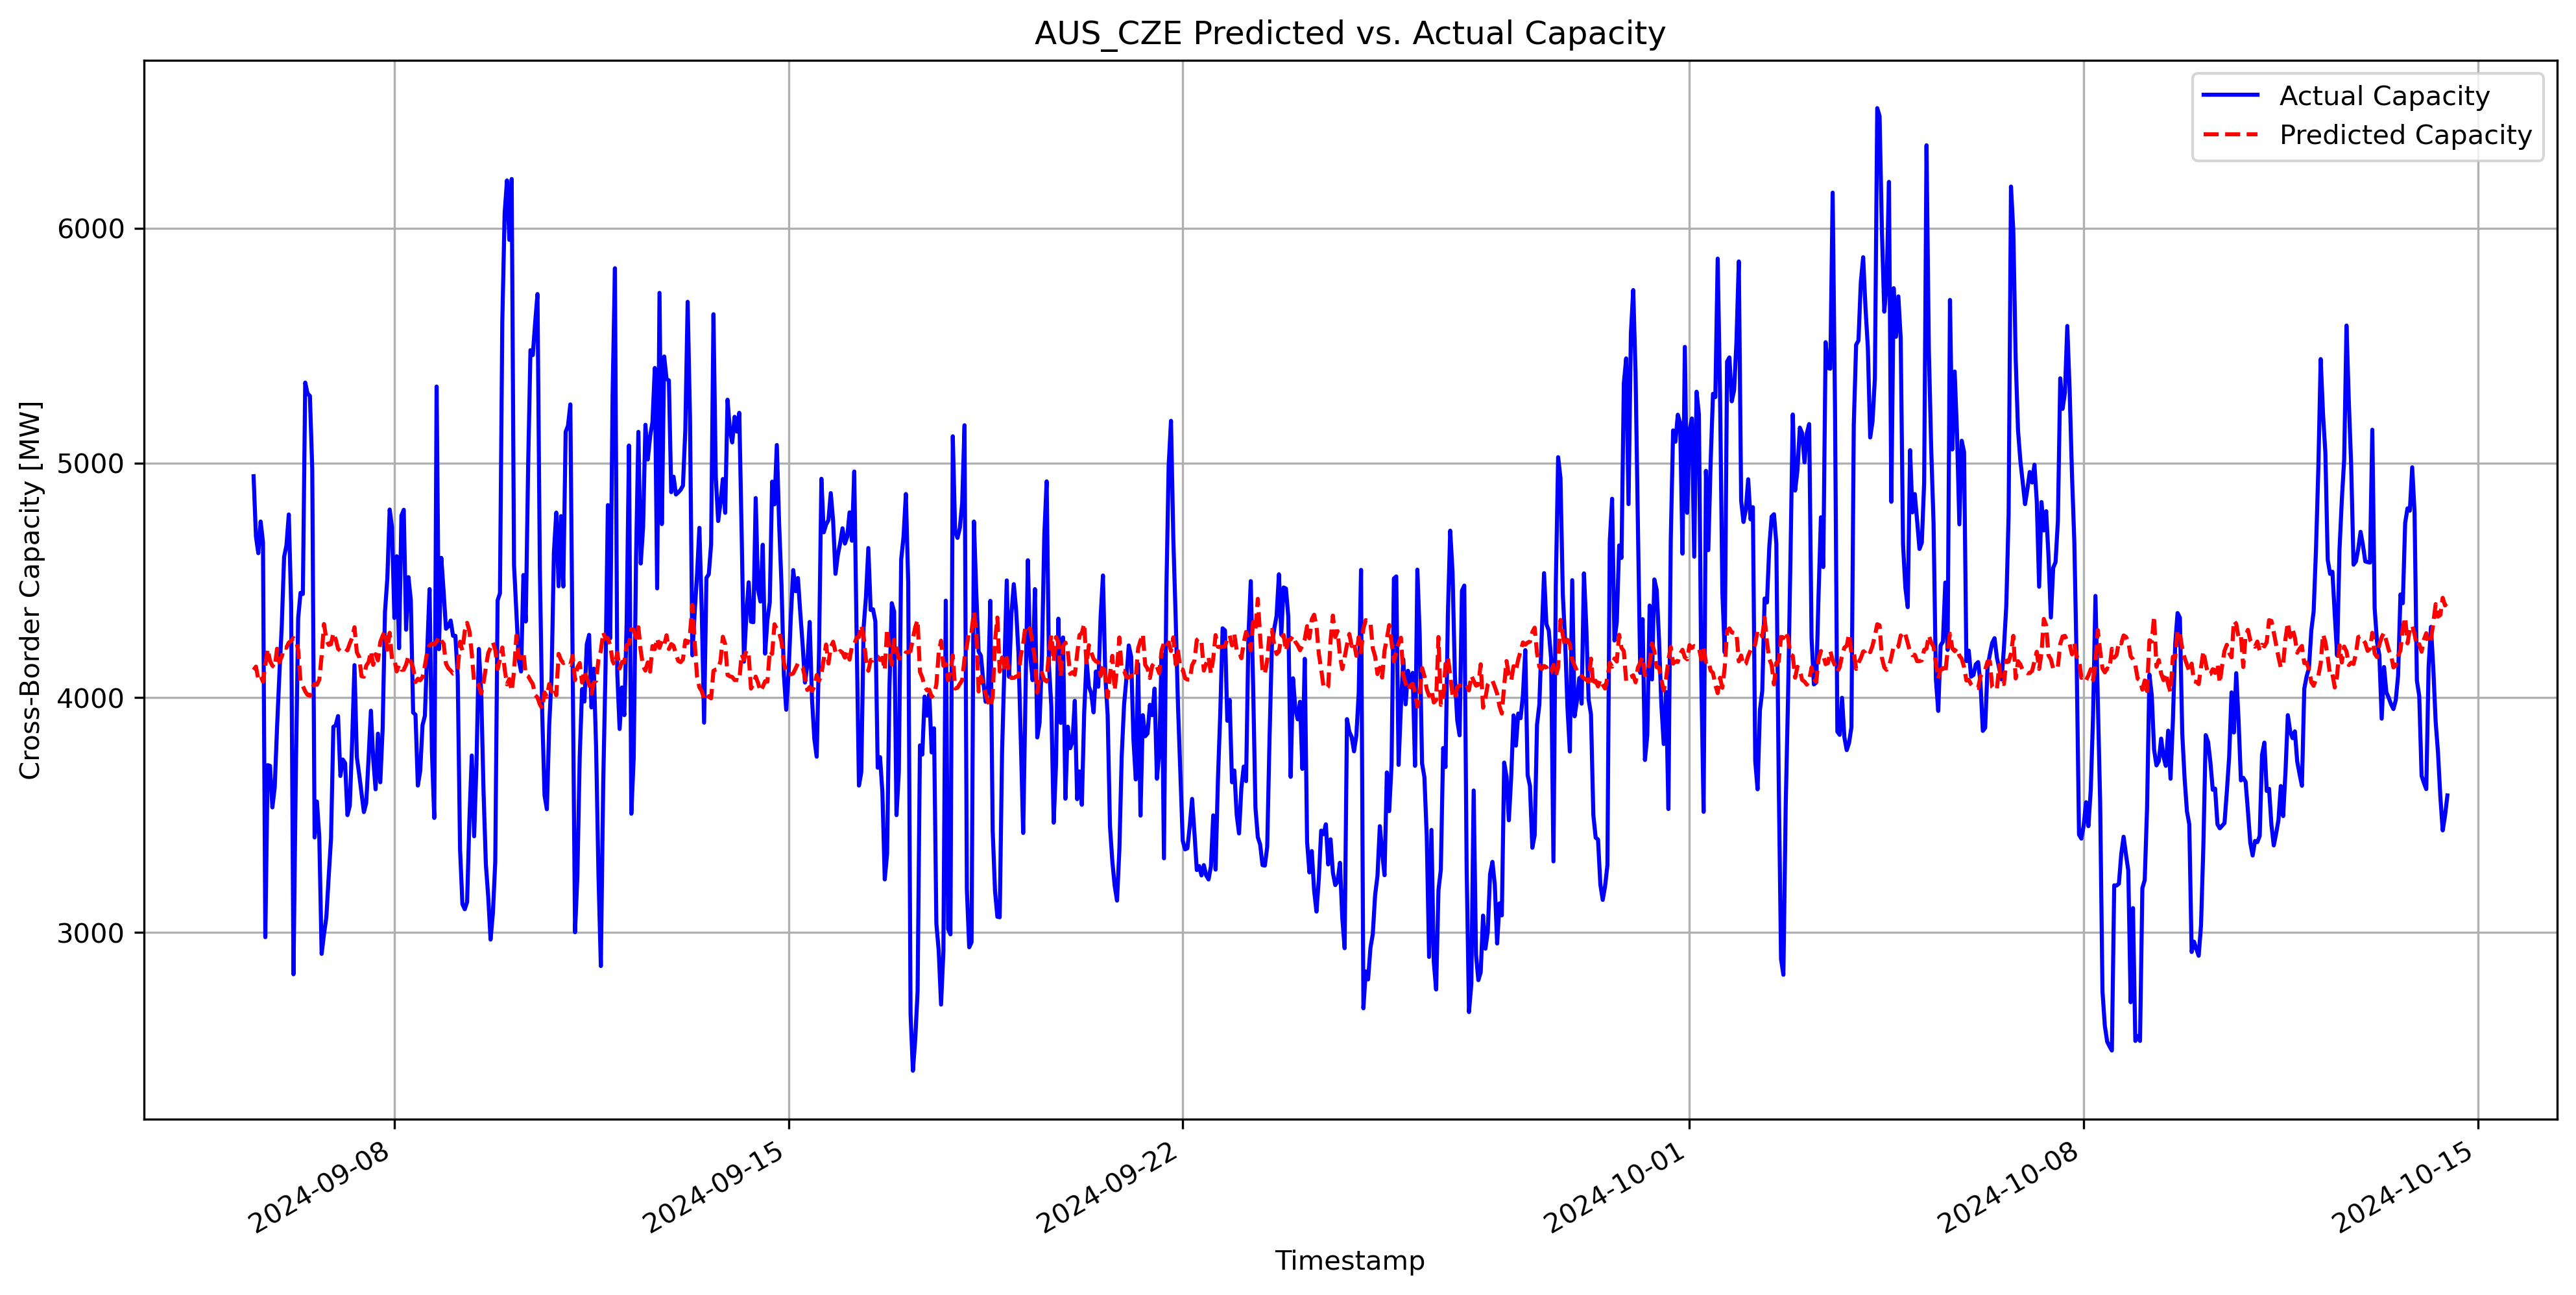 AUS_CZE Predicted vs. Actual Capacity
Actual Capacity
Predicted Capacity
Cross-Border Capacity [MW]
6000
5000
4000
3000
2024-09-08
2024-09-15
2024-09-22
2024-10-01
2024-10-08
2024-10-15
Timestamp